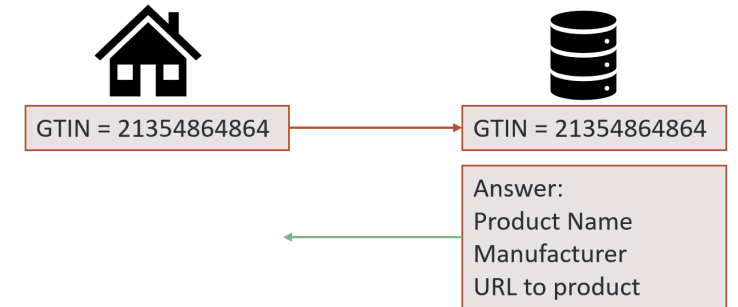 GTIN = 21354864864
GTIN = 21354864864
Answer:
Product Name
Manufacturer
URL to product